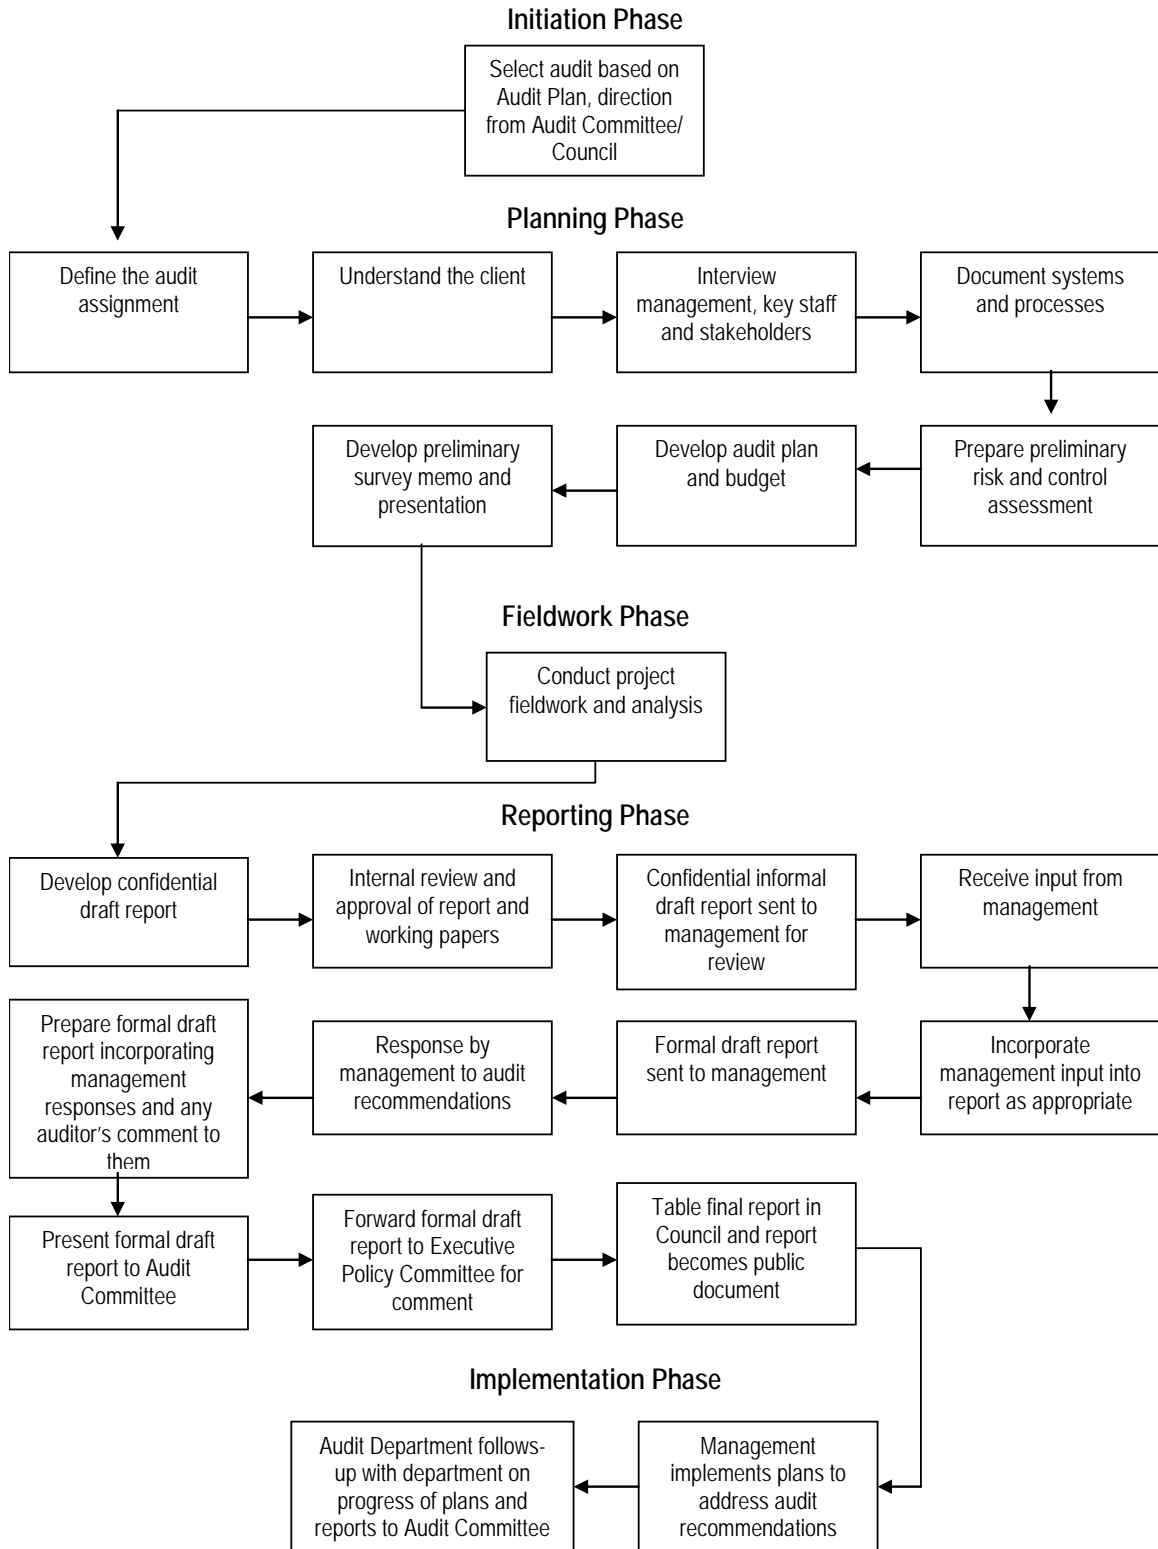 Initiation Phase
Select audit based on
Audit Plan, direction
from Audit Committee/
Council
Planning Phase
Define the audit
assignment
Understand the client
Interview
management, key staff
and stakeholders
Document systems
and processes
Develop preliminary
survey memo and
presentation
Develop audit plan
and budget
Prepare preliminary
risk and control
assessment
Fieldwork Phase
Conduct project
fieldwork and analysis
Reporting Phase
Develop confidential
draft report
Internal review and
approval of report and
working papers
Confidential informal
draft report sent to
management for
review
Receive input from
management
Prepare formal draft
report incorporating
management
responses and any
auditor's comment to
them
Response by
management to audit
recommendations
Formal draft report
sent to management
Incorporate
management input into
report as appropriate
Present formal draft
report to Audit
Committee
Forward formal draft
report to Executive
Policy Committee for
comment
Table final report in
Council and report
becomes public
document
Implementation Phase
Audit Department follows-
up with department on
progress of plans and
reports to Audit Committee
Management
implements plans to
address audit
recommendations